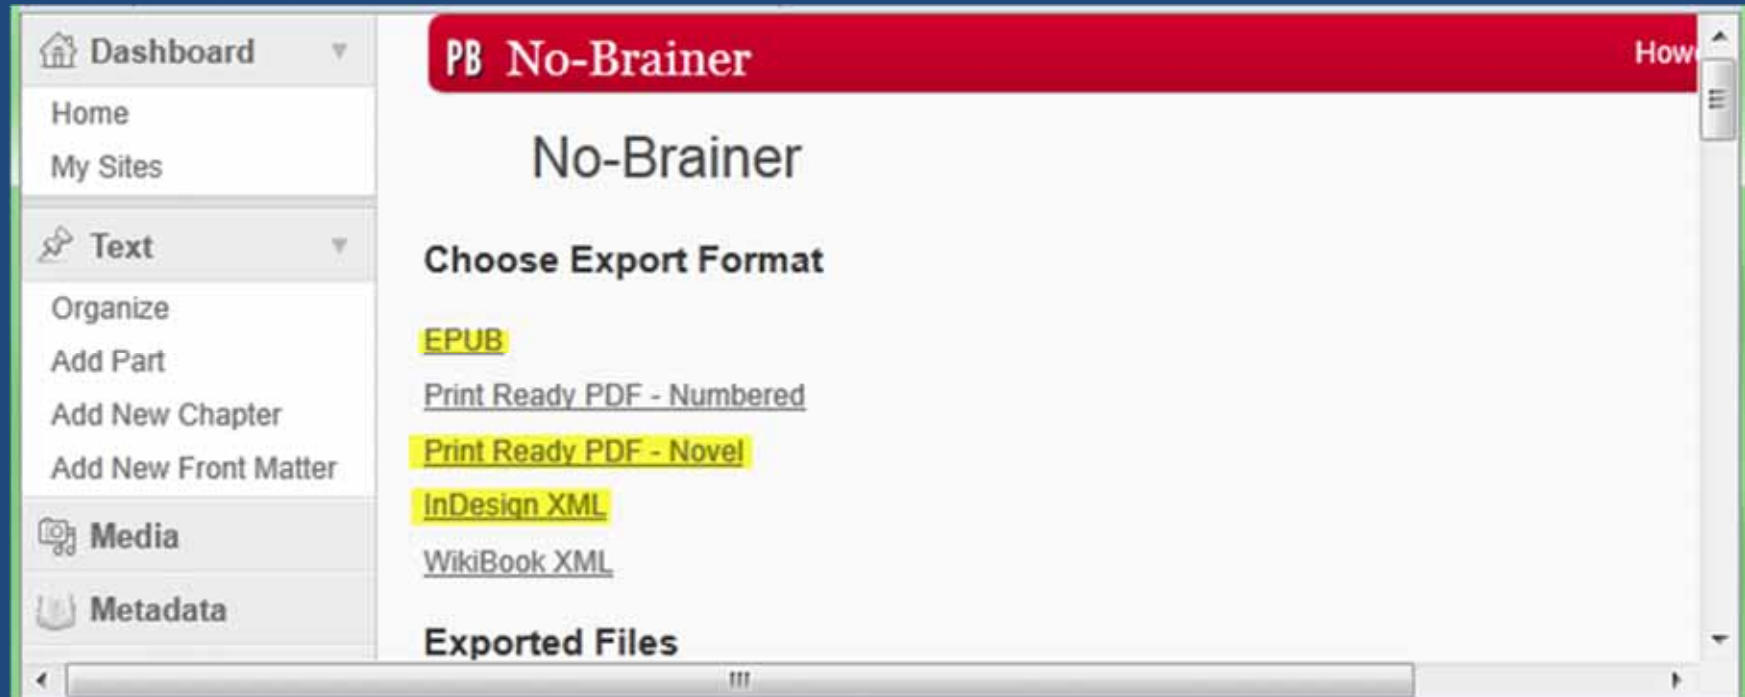 Dashboard
Home
My Sites
Text
Organize
Add Part
Add New Chapter
Add New Front Matter
Media
Metadata
PB No-Brainer
No-Brainer
Choose Export Format
EPUB
Print Ready PDF - Numbered
Print Ready PDF - Novel
InDesign XML
WikiBook XML
Exported Files